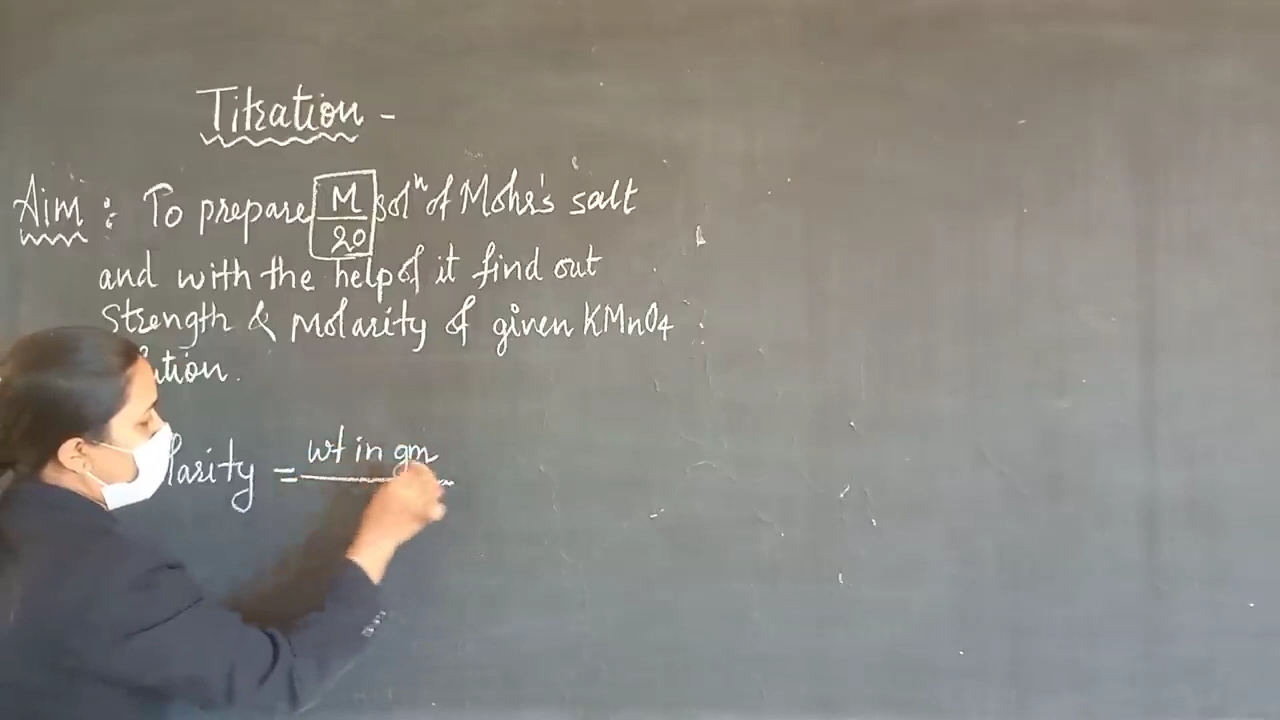 Titration -
Aim : To prepare M/20 solⁿ of Mohr's salt
and with the help of it find out
Strength & Molarity of given KMnO4
ution.
larity = wt in gm